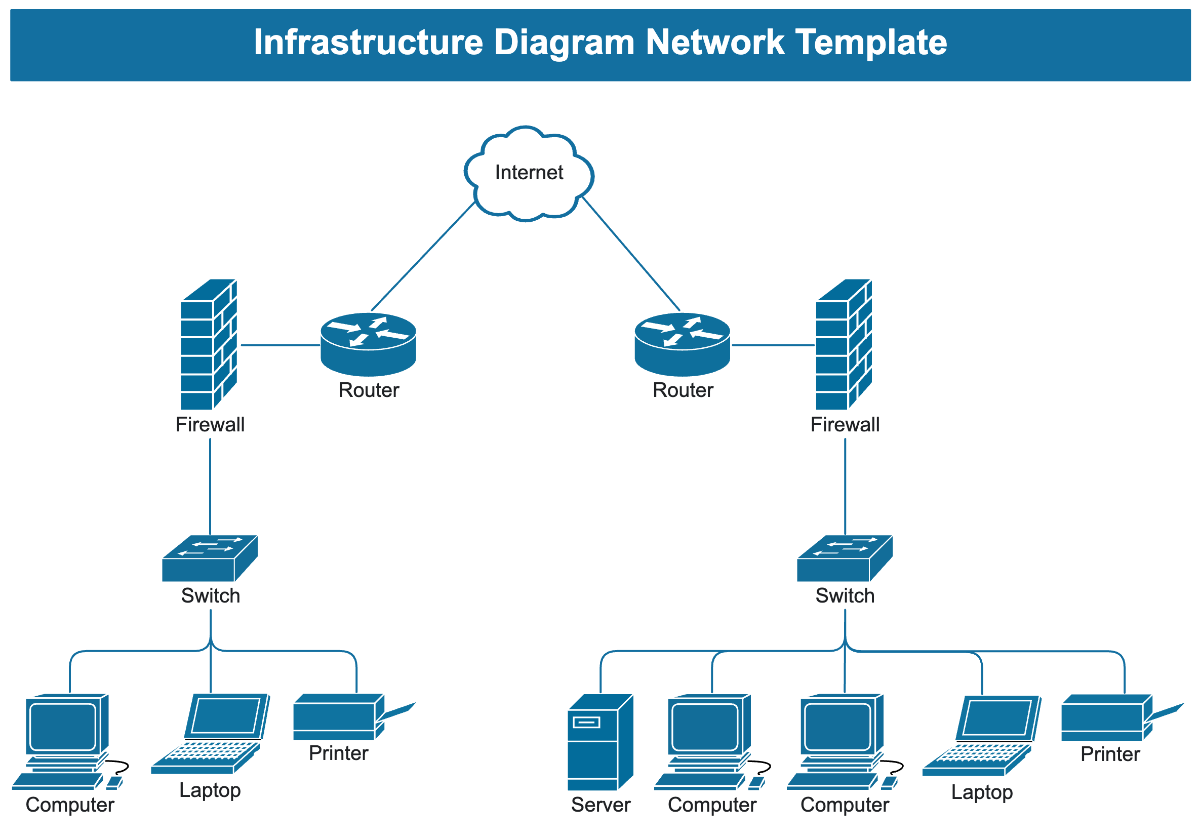 Infrastructure Diagram Network Template
Internet
Router
Router
Firewall
Firewall
Switch
Switch
Computer
Laptop
Printer
Server
Computer
Computer
Laptop
Printer